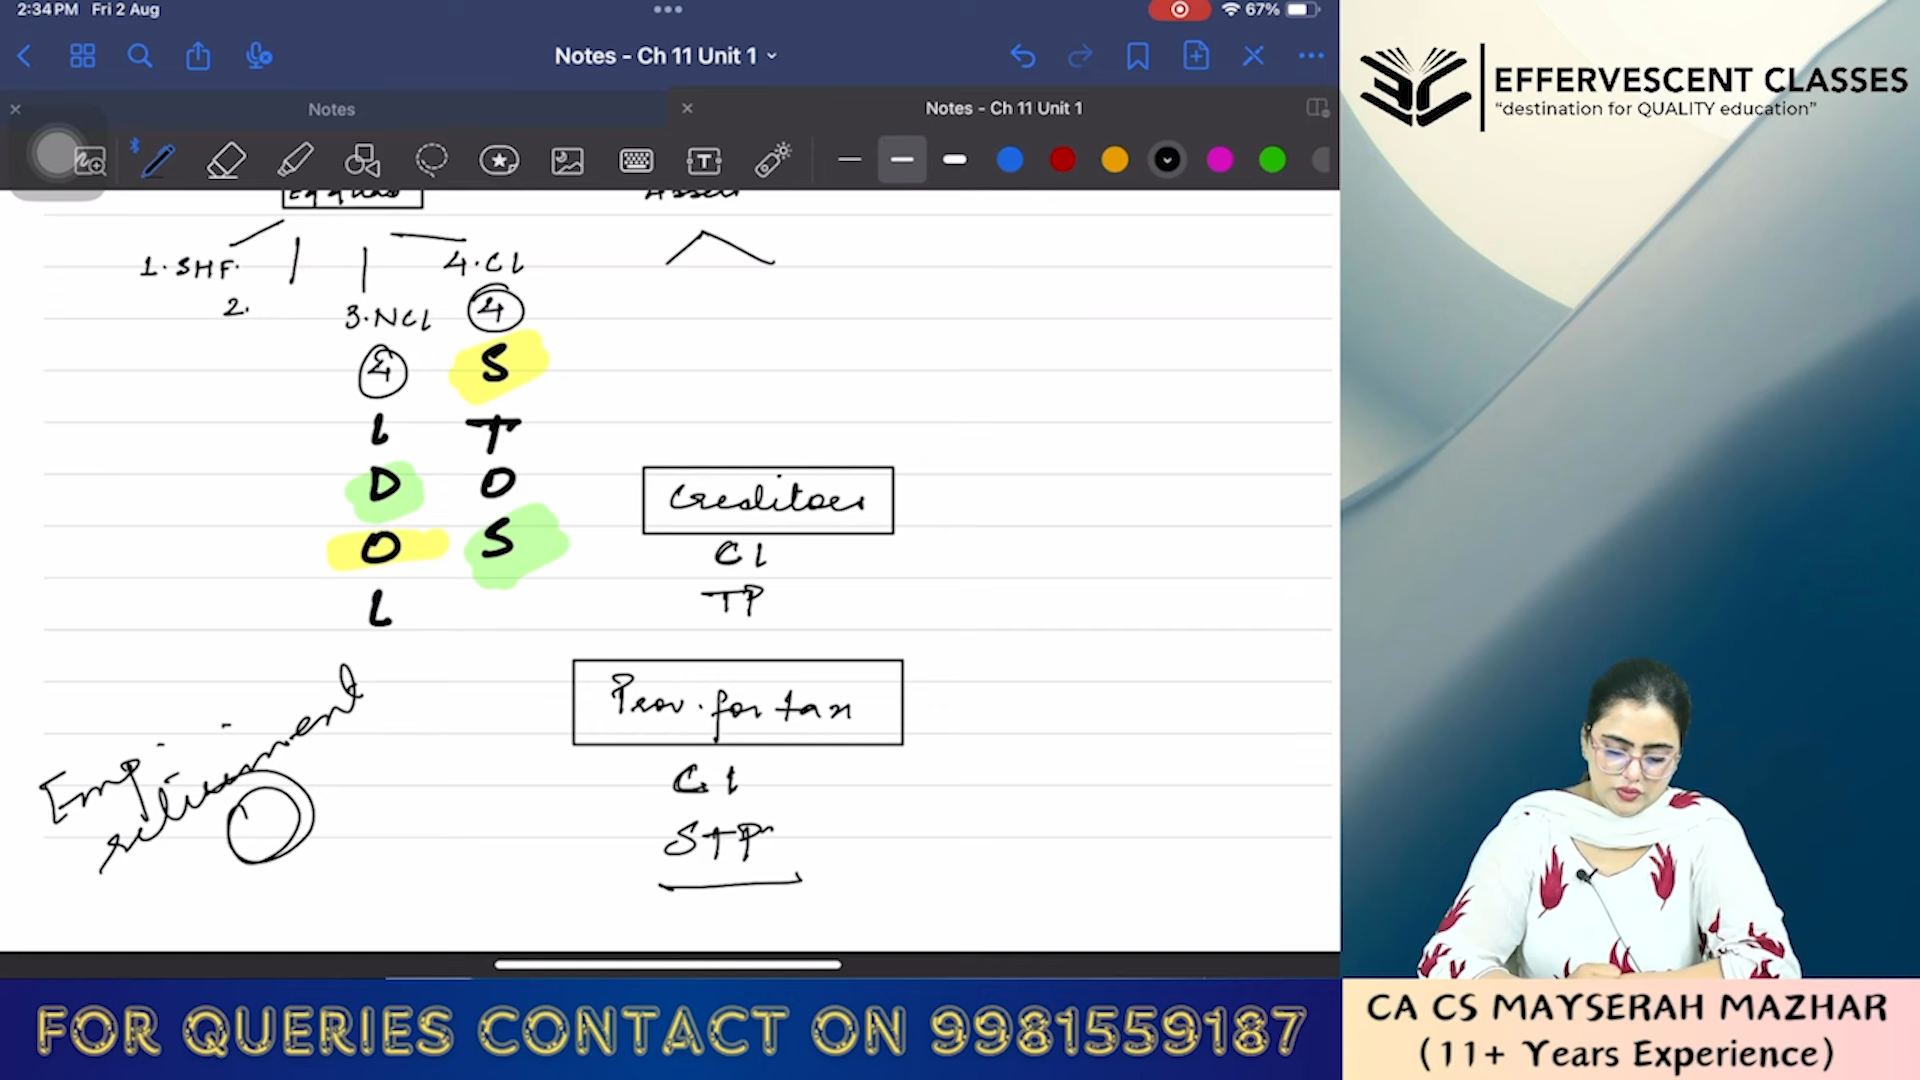 2:34 PM Fri 2 Aug
67%
Notes - Ch 11 Unit 1
Notes
Notes - Ch 11 Unit 1
T
1. SHF.
4. CL
2.
3. NCL
4
4
S
L
T
D
O
O
S
L
Creditors
CL
TP
Prov. for tax
CL
STP
Emp
retirement
EFFERVESCENT CLASSES
"destination for QUALITY education"
FOR QUERIES CONTACT ON 9981559187
CA CS MAYSERAH MAZHAR
(11+ Years Experience)